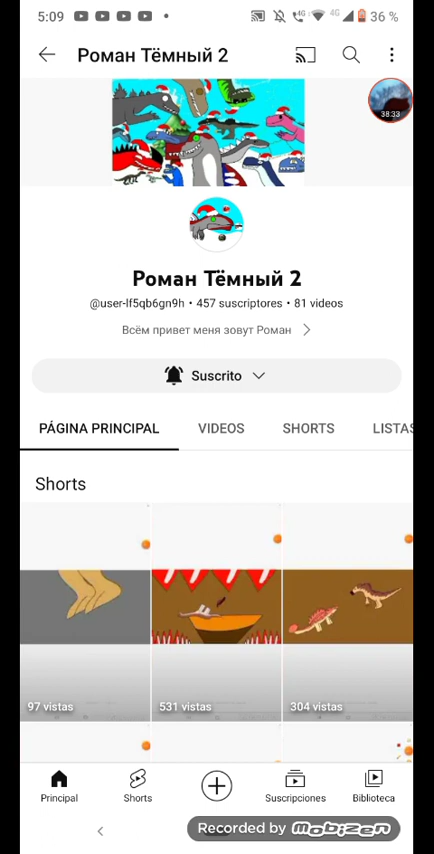 5:09
4G
4G
36 %
Роман Тёмный 2
38:33
Роман Тёмный 2
@user-lf5qb6gn9h • 457 suscriptores • 81 videos
Всём привет меня зовут Роман
Suscrito
PÁGINA PRINCIPAL VIDEOS SHORTS LISTAS
Shorts
97 vistas 531 vistas 304 vistas
Principal Shorts Suscripciones Biblioteca
Recorded by Mobizen